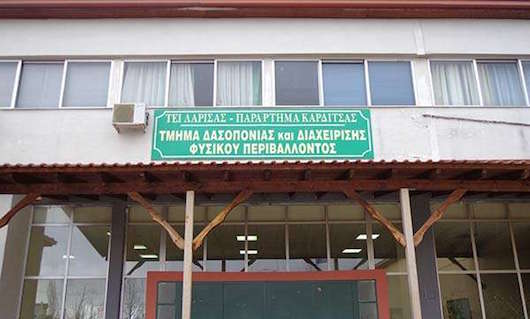 ΤΕΙ ΛΑΡΙΣΑΣ - ΠΑΡΑΡΤΗΜΑ ΚΑΡΔΙΤΣΑΣ
ΤΜΗΜΑ ΔΑΣΟΠΟΝΙΑΣ και ΔΙΑΧΕΙΡΙΣΗΣ
ΦΥΣΙΚΟΥ ΠΕΡΙΒΑΛΛΟΝΤΟΣ